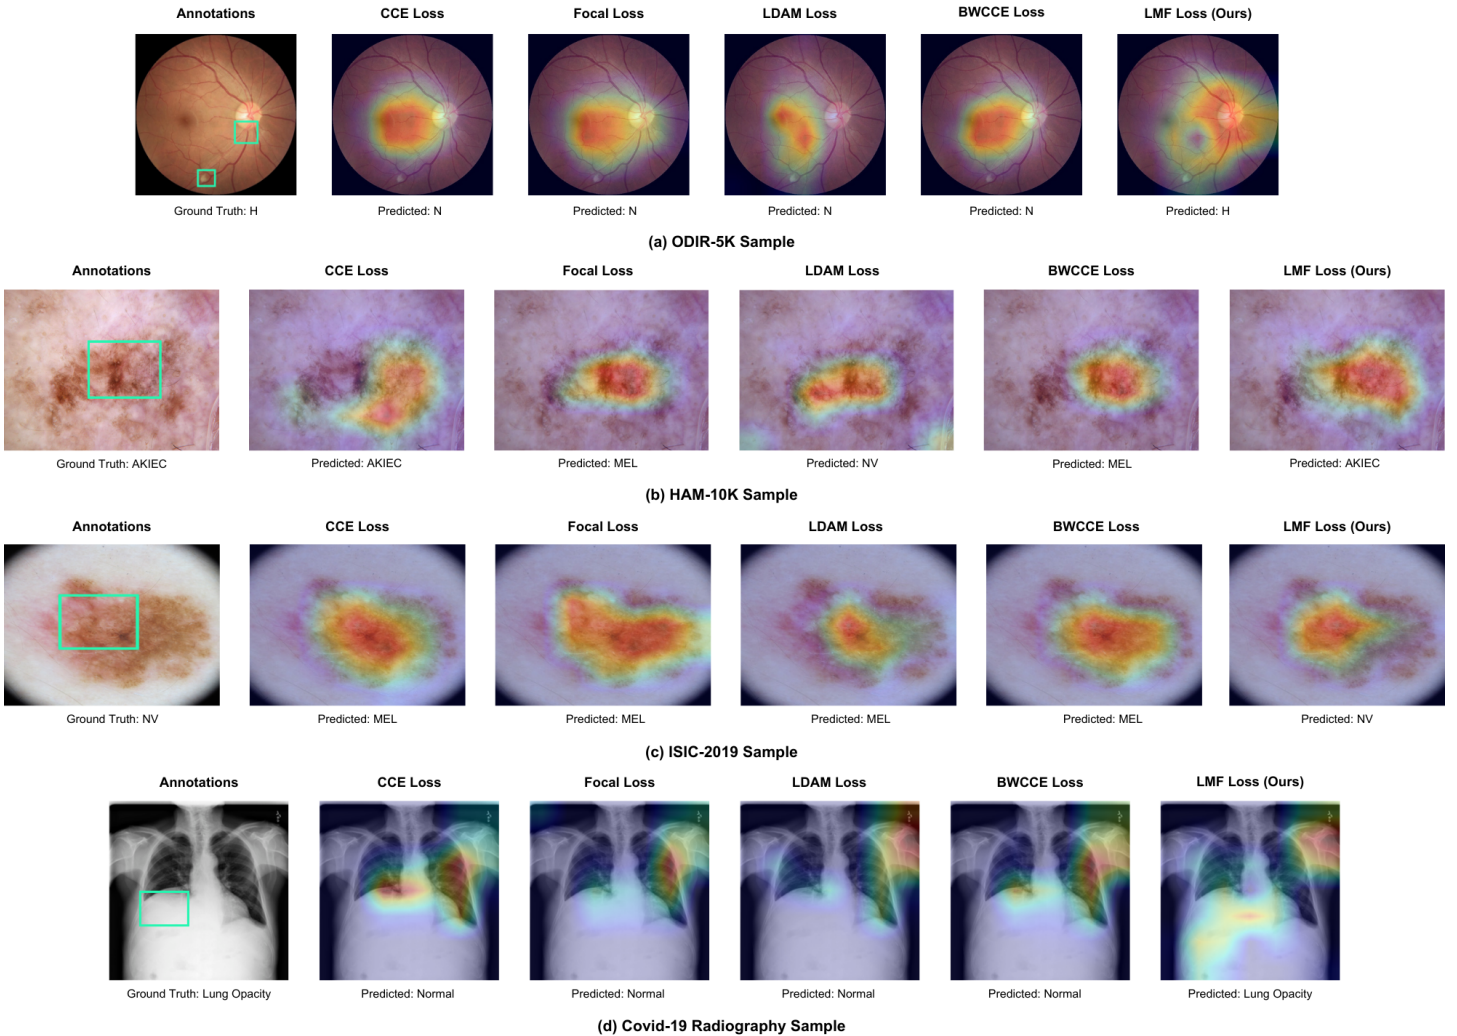 Annotations CCE Loss Focal Loss LDAM Loss BWCCE Loss LMF Loss (Ours)
Ground Truth: H Predicted: N Predicted: N Predicted: N Predicted: N Predicted: H
(a) ODIR-5K Sample
Annotations CCE Loss Focal Loss LDAM Loss BWCCE Loss LMF Loss (Ours)
Ground Truth: AKIEC Predicted: AKIEC Predicted: MEL Predicted: NV Predicted: MEL Predicted: AKIEC
(b) HAM-10K Sample
Annotations CCE Loss Focal Loss LDAM Loss BWCCE Loss LMF Loss (Ours)
Ground Truth: NV Predicted: MEL Predicted: MEL Predicted: MEL Predicted: MEL Predicted: NV
(c) ISIC-2019 Sample
Annotations CCE Loss Focal Loss LDAM Loss BWCCE Loss LMF Loss (Ours)
Ground Truth: Lung Opacity Predicted: Normal Predicted: Normal Predicted: Normal Predicted: Normal Predicted: Lung Opacity
(d) Covid-19 Radiography Sample